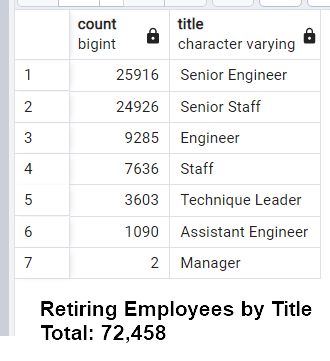 count title
bigint character varying
1 25916 Senior Engineer
2 24926 Senior Staff
3 9285 Engineer
4 7636 Staff
5 3603 Technique Leader
6 1090 Assistant Engineer
7 2 Manager
Retiring Employees by Title
Total: 72,458